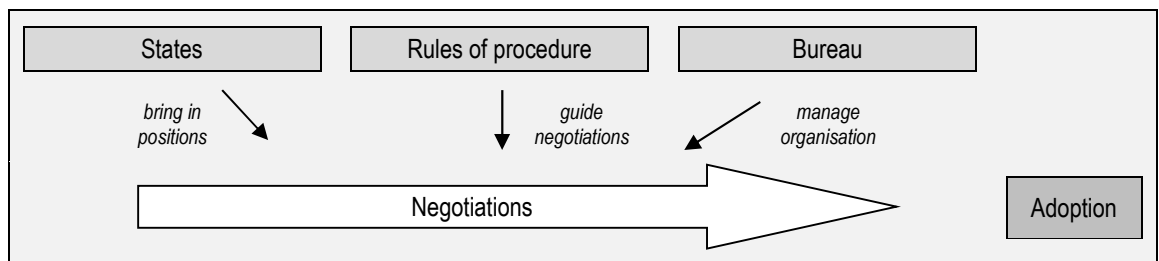 States
Rules of procedure
Bureau
bring in
positions
guide
negotiations
manage
organisation
Negotiations
Adoption